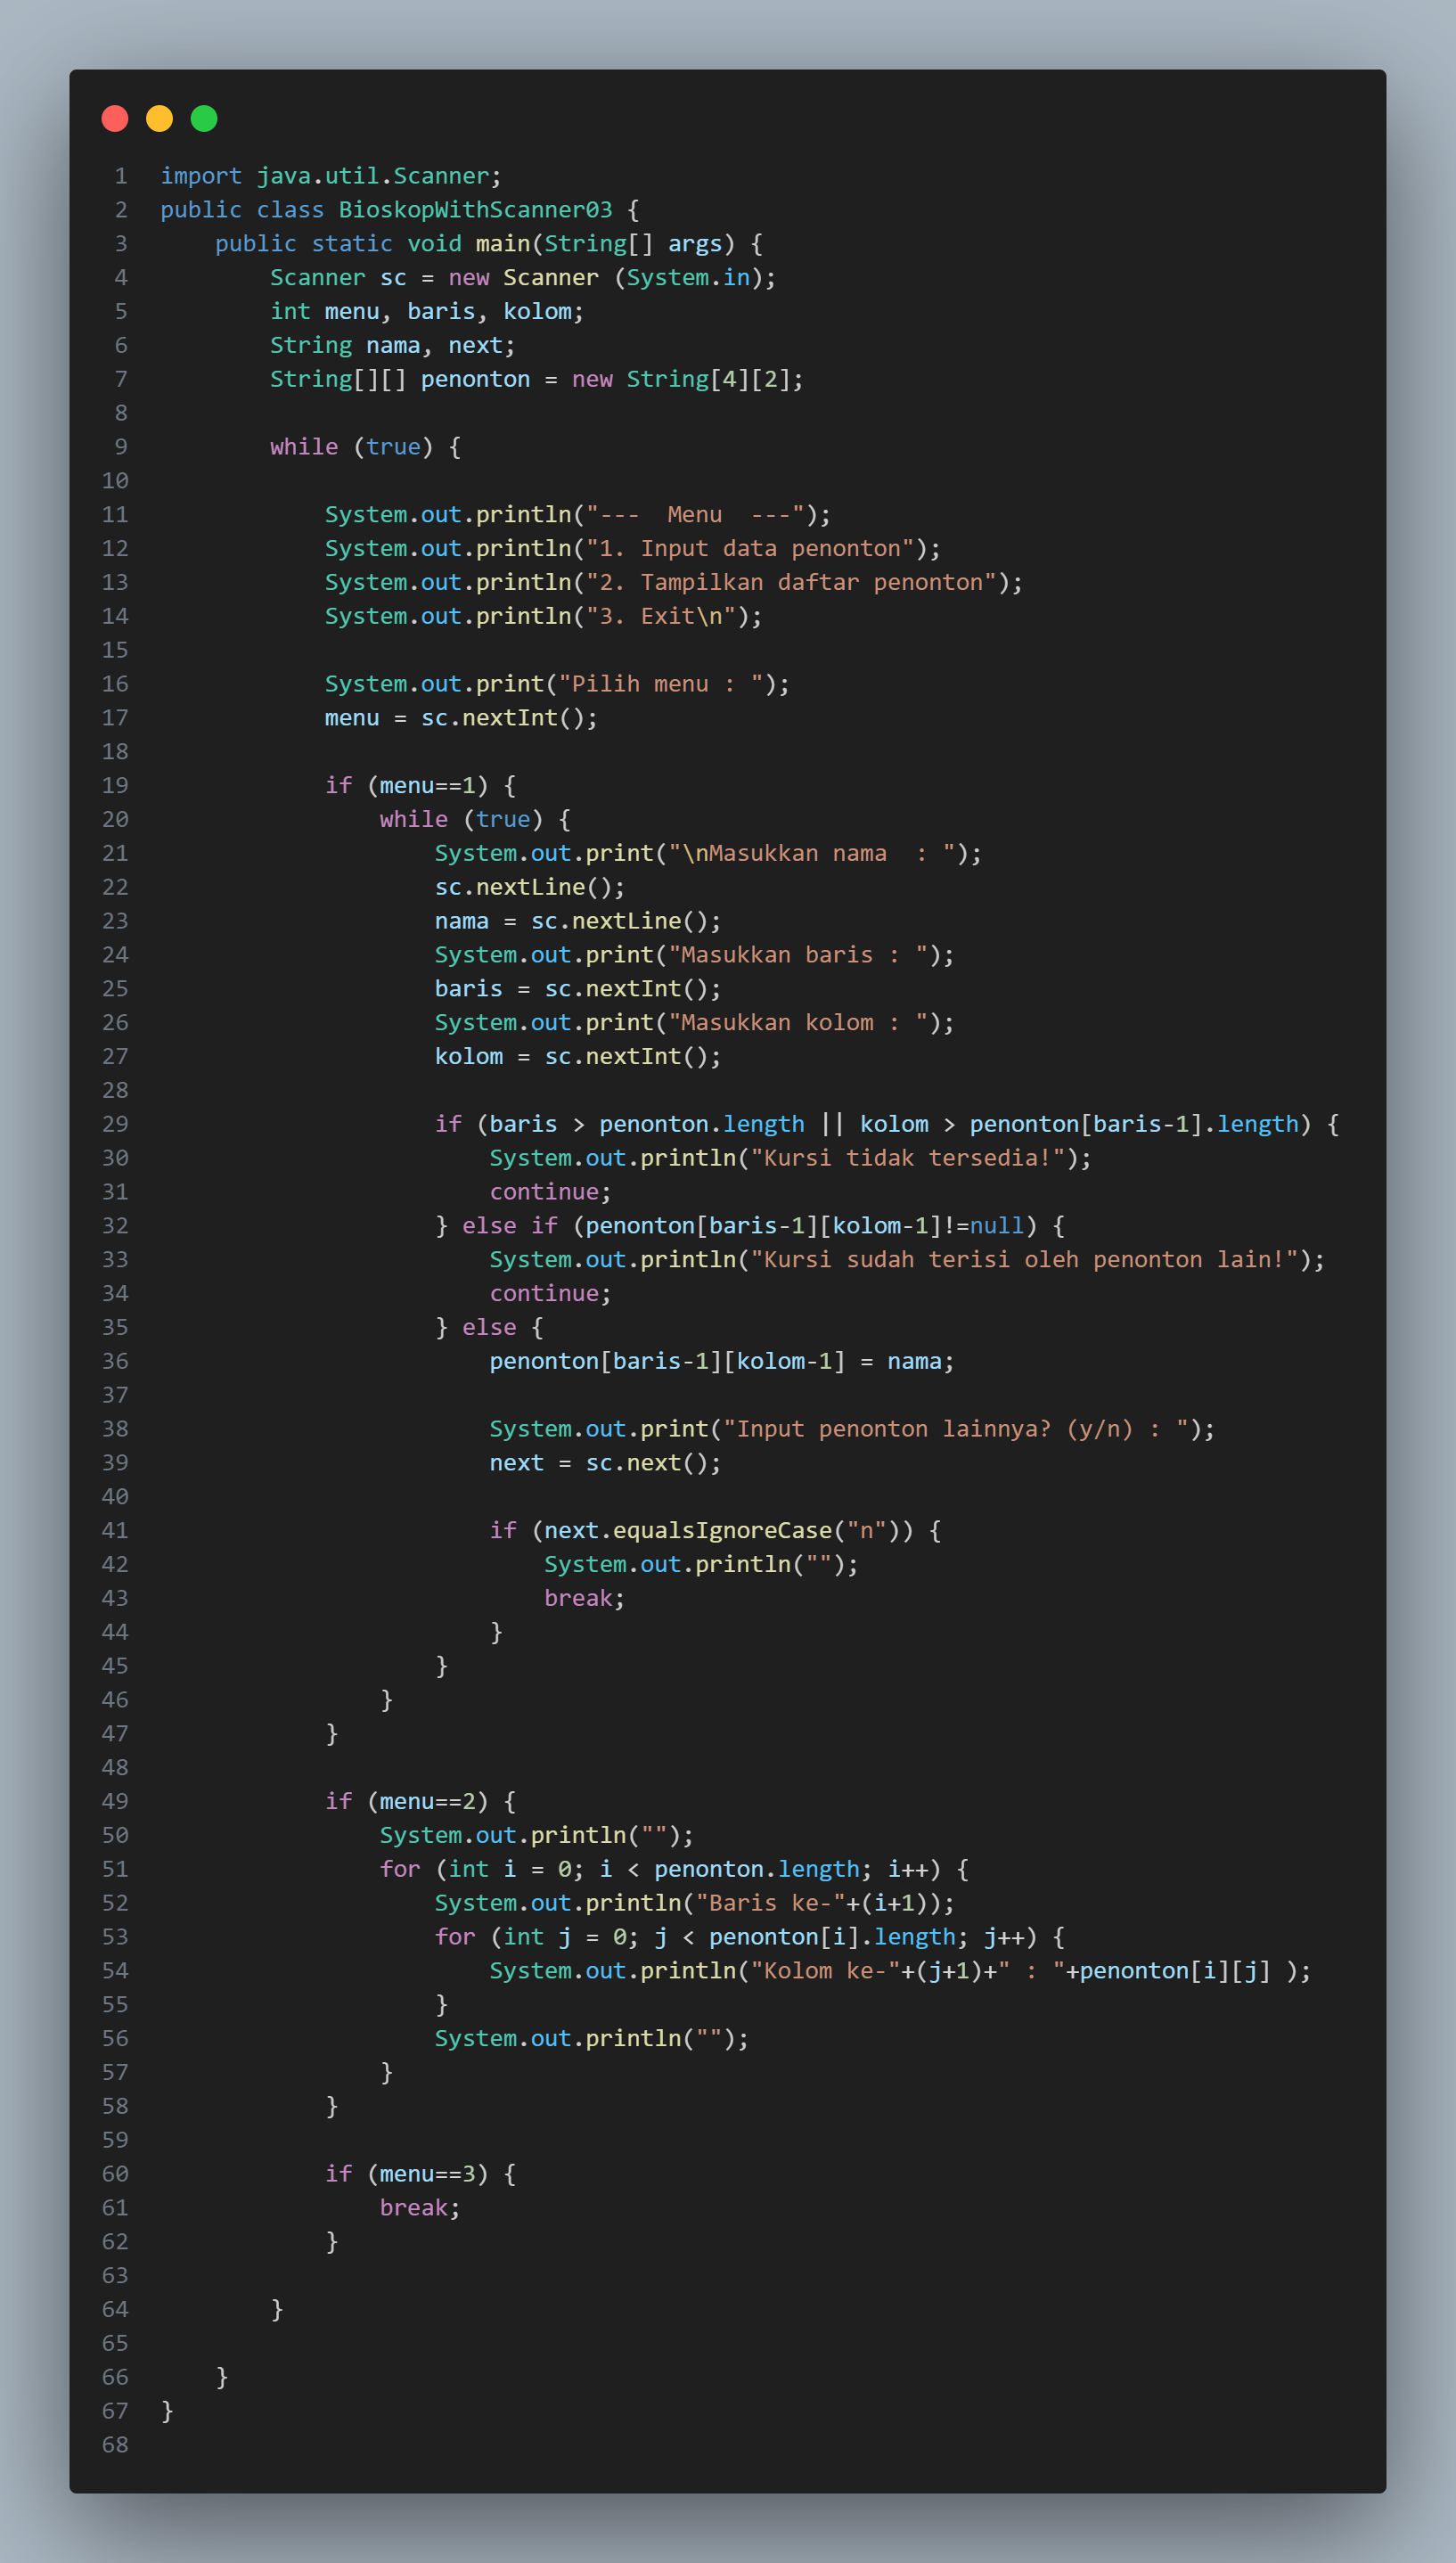 1 import java.util.Scanner;
2 public class BioskopWithScanner03 {
3     public static void main(String[] args) {
4         Scanner sc = new Scanner (System.in);
5         int menu, baris, kolom;
6         String nama, next;
7         String[][] penonton = new String[4][2];
8
9         while (true) {
10
11             System.out.println("---  Menu  ---");
12             System.out.println("1. Input data penonton");
13             System.out.println("2. Tampilkan daftar penonton");
14             System.out.println("3. Exit\n");
15
16             System.out.print("Pilih menu : ");
17             menu = sc.nextInt();
18
19             if (menu==1) {
20                 while (true) {
21                     System.out.print("\nMasukkan nama  : ");
22                     sc.nextLine();
23                     nama = sc.nextLine();
24                     System.out.print("Masukkan baris : ");
25                     baris = sc.nextInt();
26                     System.out.print("Masukkan kolom : ");
27                     kolom = sc.nextInt();
28
29                     if (baris > penonton.length || kolom > penonton[baris-1].length) {
30                         System.out.println("Kursi tidak tersedia!");
31                         continue;
32                     } else if (penonton[baris-1][kolom-1]!=null) {
33                         System.out.println("Kursi sudah terisi oleh penonton lain!");
34                         continue;
35                     } else {
36                         penonton[baris-1][kolom-1] = nama;
37
38                         System.out.print("Input penonton lainnya? (y/n) : ");
39                         next = sc.next();
40
41                         if (next.equalsIgnoreCase("n")) {
42                             System.out.println("");
43                             break;
44                         }
45                     }
46                 }
47             }
48
49             if (menu==2) {
50                 System.out.println("");
51                 for (int i = 0; i < penonton.length; i++) {
52                     System.out.println("Baris ke-"+(i+1));
53                     for (int j = 0; j < penonton[i].length; j++) {
54                         System.out.println("Kolom ke-"+(j+1)+" : "+penonton[i][j] );
55                     }
56                     System.out.println("");
57                 }
58             }
59
60             if (menu==3) {
61                 break;
62             }
63
64         }
65
66     }
67 }
68